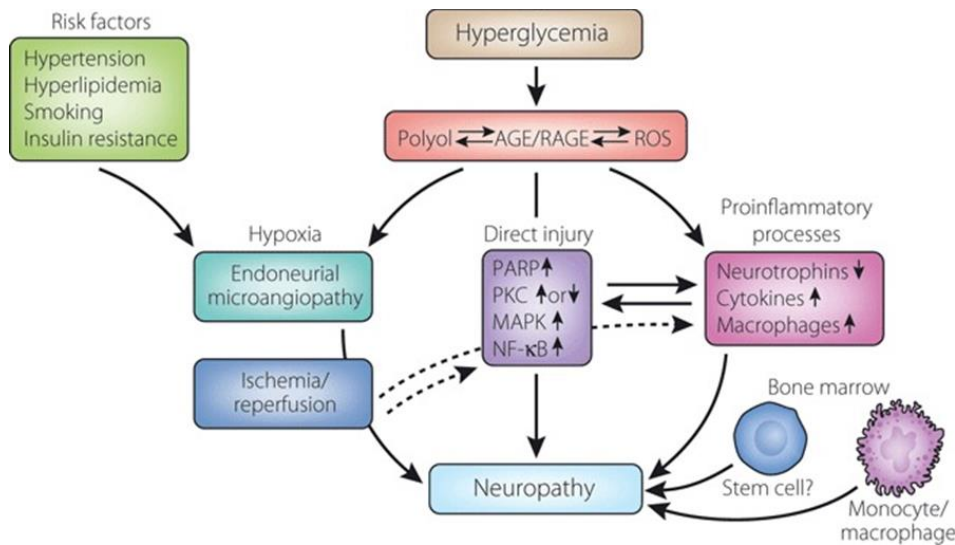 Risk factors
Hypertension
Hyperlipidemia
Smoking
Insulin resistance
Hyperglycemia
Polyol AGE/RAGE ROS
Hypoxia
Endoneurial
microangiopathy
Ischemia/
reperfusion
Direct injury
PARP
PKC or
MAPK
NF-κB
Proinflammatory
processes
Neurotrophins
Cytokines
Macrophages
Neuropathy
Bone marrow
Stem cell?
Monocyte/
macrophage